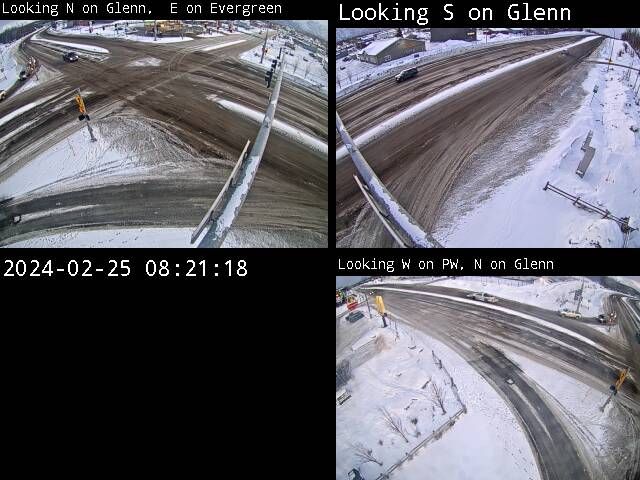 Looking N on Glenn,  E on Evergreen
Looking S on Glenn
2024-02-25 08:21:18
Looking W on PW, N on Glenn